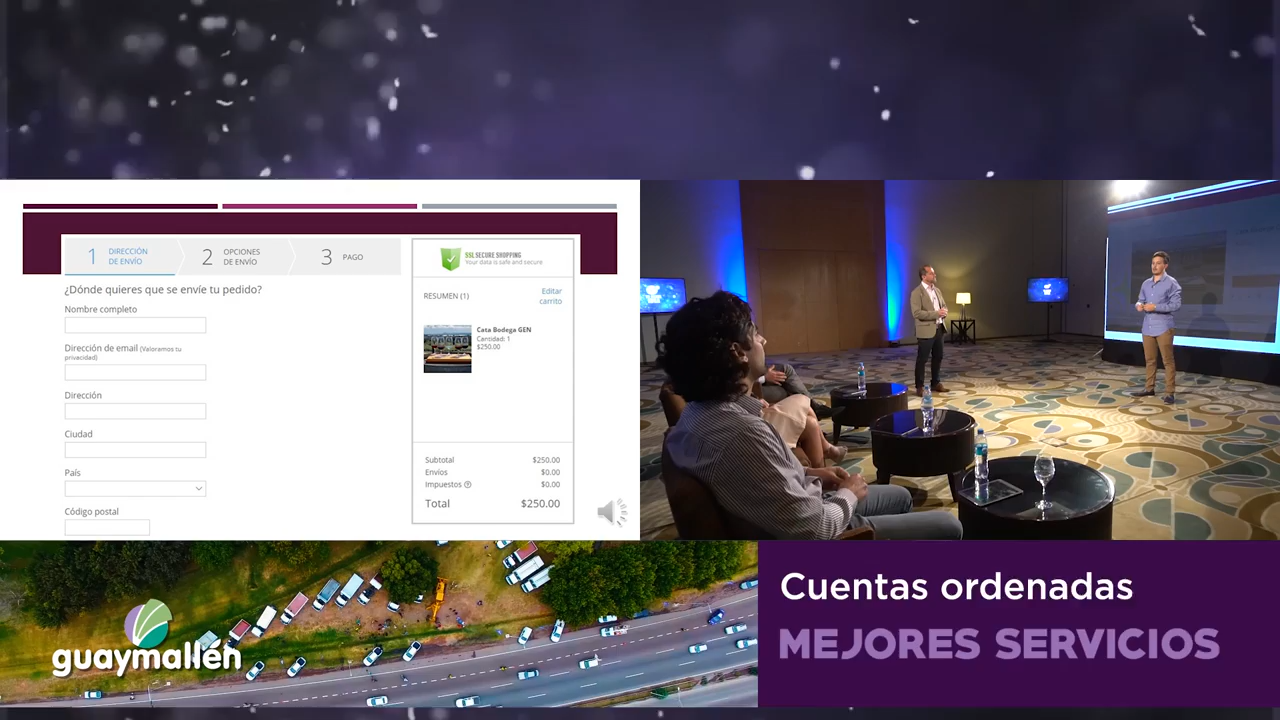 1 DIRECCIÓN
DE ENVÍO
2 OPCIONES
DE ENVÍO
3 PAGO
¿Dónde quieres que se envíe tu pedido?
Nombre completo
Dirección de email (Valoramos tu
privacidad)
Dirección
Ciudad
País
Código postal
SSL SECURE SHOPPING
Your data is safe and secure
RESUMEN (1)
Editar
carrito
Cata Bodega GEN
Cantidad: 1
$250.00
Subtotal $250.00
Envíos $0.00
Impuestos ? $0.00
Total $250.00
guaymallén
Cuentas ordenadas
MEJORES SERVICIOS